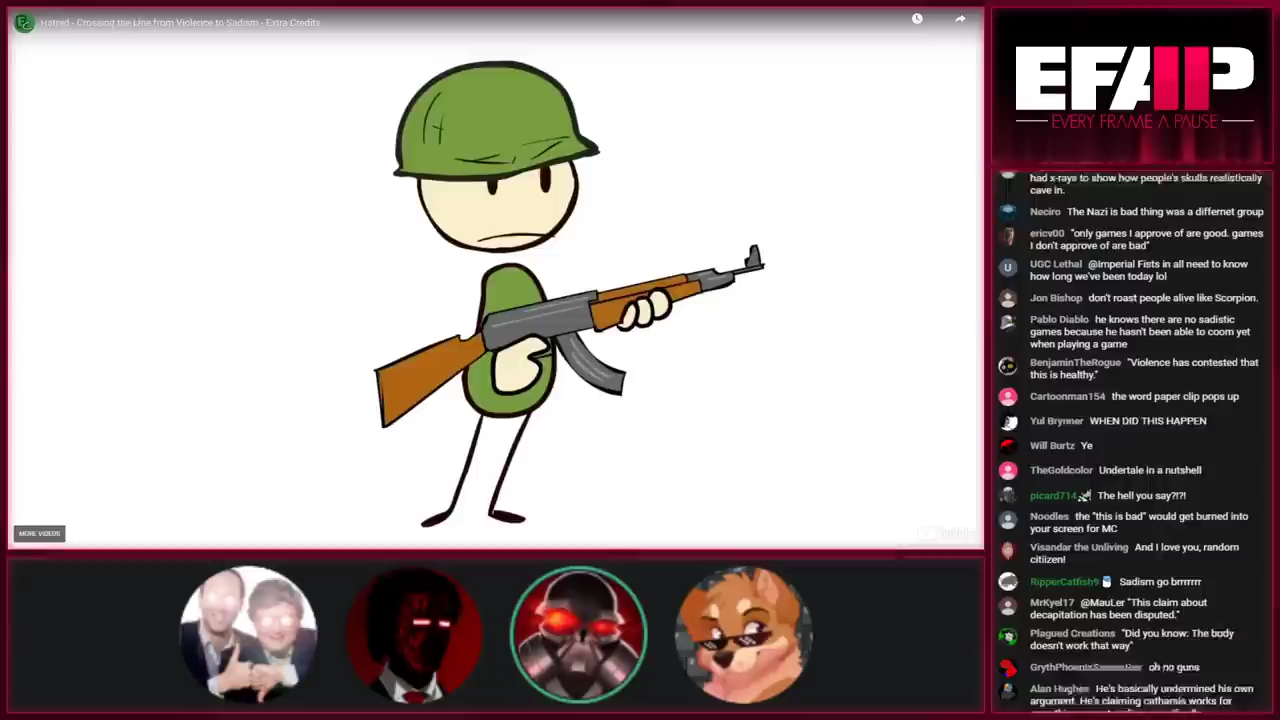 Hatred - Crossing the Line from Violence to Sadism - Extra Credits
MORE VIDEOS
EFAP
EVERY FRAME A PAUSE
had x-rays to show how people's skulls realistically
cave in.
Neciro The Nazi is bad thing was a differnet group
ericv00 "only games I approve of are good. games
I don't approve of are bad"
UGC Lethal @Imperial Fists in all need to know
how long we've been today lol
Jon Bishop don't roast people alive like Scorpion.
Pablo Diablo he knows there are no sadistic
games because he hasn't been able to coom yet
when playing a game
BenjaminTheRogue "Violence has contested that
this is healthy."
Cartoonman154 the word paper clip pops up
Yul Brynner WHEN DID THIS HAPPEN
Will Burtz Ye
TheGoldcolor Undertale in a nutshell
picard714 The hell you say?!?!
Noodles the "this is bad" would get burned into
your screen for MC
Visandar the Unliving And I love you, random
citiizen!
RipperCatfish9 Sadism go brrrrrr
MrKyel17 @MauLer "This claim about
decapitation has been disputed."
Plagued Creations "Did you know: The body
doesn't work that way"
oh no guns
Alan Hughes He's basically undermined his own
argument. He's claiming catharsis works for